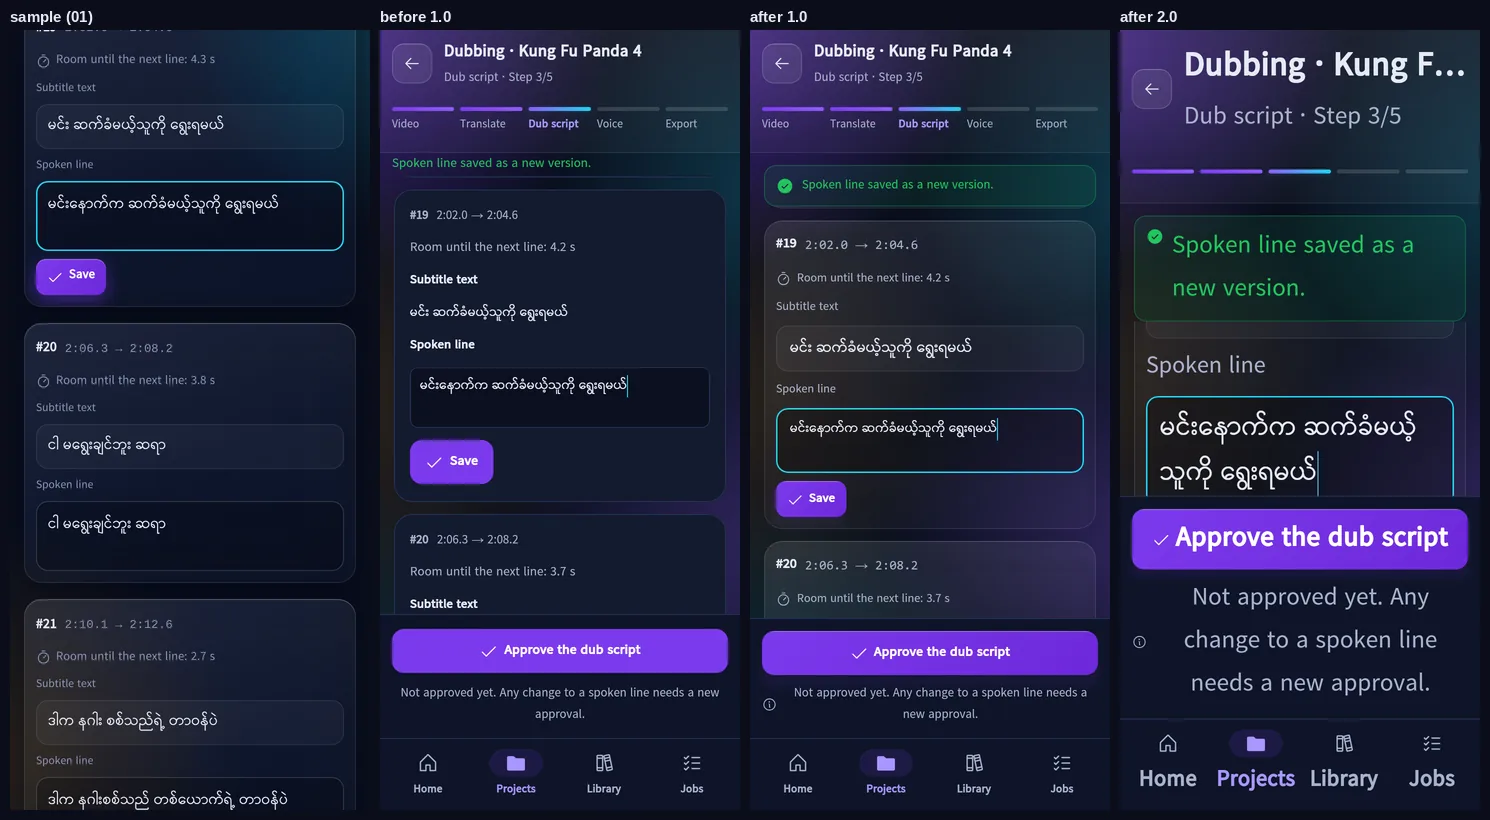 sample (01)
Room until the next line: 4.3 s
Subtitle text
မင်း ဆက်ခံမယ့်သူကို ရွေးရမယ်
Spoken line
မင်းနောက်က ဆက်ခံမယ့်သူကို ရွေးရမယ်
Save
#20 2:06.3 → 2:08.2
Room until the next line: 3.8 s
Subtitle text
ငါ မရွေးချင်ဘူး ဆရာ
Spoken line
ငါ မရွေးချင်ဘူး ဆရာ
#21 2:10.1 → 2:12.6
Room until the next line: 2.7 s
Subtitle text
ဒါက နဂါး စစ်သည်ရဲ့ တာဝန်ပဲ
Spoken line
ဒါက နဂါးစစ်သည် တစ်ယောက်ရဲ့ တာဝန်ပဲ
before 1.0
Dubbing · Kung Fu Panda 4
Dub script · Step 3/5
Video Translate Dub script Voice Export
Spoken line saved as a new version.
#19 2:02.0 → 2:04.6
Room until the next line: 4.2 s
Subtitle text
မင်း ဆက်ခံမယ့်သူကို ရွေးရမယ်
Spoken line
မင်းနောက်က ဆက်ခံမယ့်သူကို ရွေးရမယ်
Save
#20 2:06.3 → 2:08.2
Room until the next line: 3.7 s
Subtitle text
Approve the dub script
Not approved yet. Any change to a spoken line needs a new
approval.
Home Projects Library Jobs
after 1.0
Dubbing · Kung Fu Panda 4
Dub script · Step 3/5
Video Translate Dub script Voice Export
Spoken line saved as a new version.
#19 2:02.0 → 2:04.6
Room until the next line: 4.2 s
Subtitle text
မင်း ဆက်ခံမယ့်သူကို ရွေးရမယ်
Spoken line
မင်းနောက်က ဆက်ခံမယ့်သူကို ရွေးရမယ်
Save
#20 2:06.3 → 2:08.2
Room until the next line: 3.7 s
Approve the dub script
Not approved yet. Any change to a spoken line needs a
new approval.
Home Projects Library Jobs
after 2.0
Dubbing · Kung F...
Dub script · Step 3/5
Spoken line saved as a
new version.
Spoken line
မင်းနောက်က ဆက်ခံမယ့်
သူကို ရွေးရမယ်
Approve the dub script
Not approved yet. Any
change to a spoken line
needs a new approval.
Home Projects Library Jobs